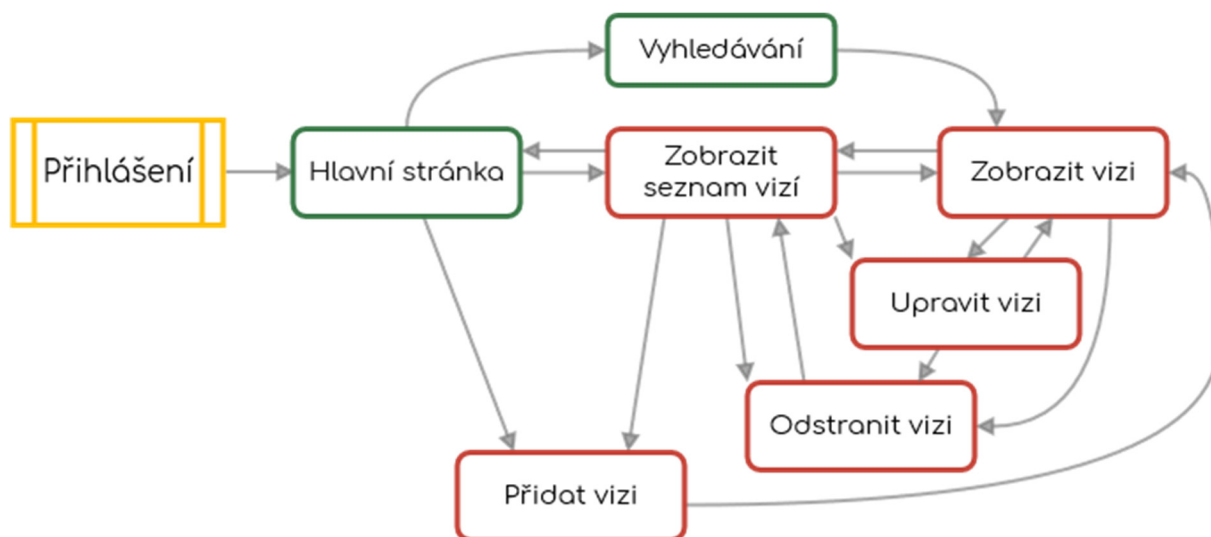 Vyhledávání
Přihlášení
Hlavní stránka
Zobrazit
seznam vizí
Zobrazit vizi
Upravit vizi
Odstranit vizi
Přidat vizi